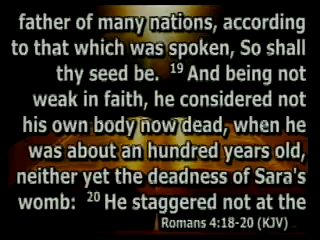 father of many nations, according
to that which was spoken, So shall
thy seed be. 19 And being not
weak in faith, he considered not
his own body now dead, when he
was about an hundred years old,
neither yet the deadness of Sara's
womb: 20 He staggered not at the
Romans 4:18-20 (KJV)